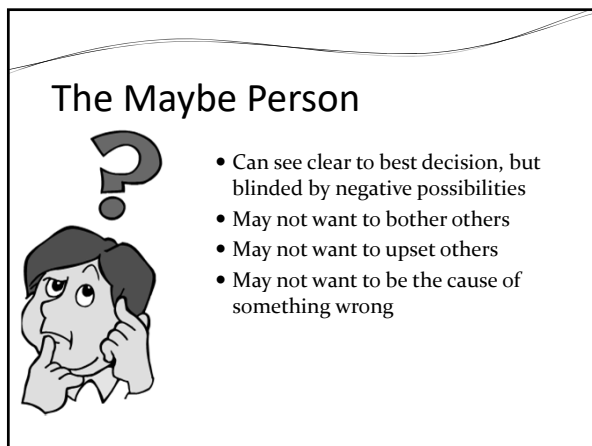 The Maybe Person
?
• Can see clear to best decision, but
blinded by negative possibilities
• May not want to bother others
• May not want to upset others
• May not want to be the cause of
something wrong